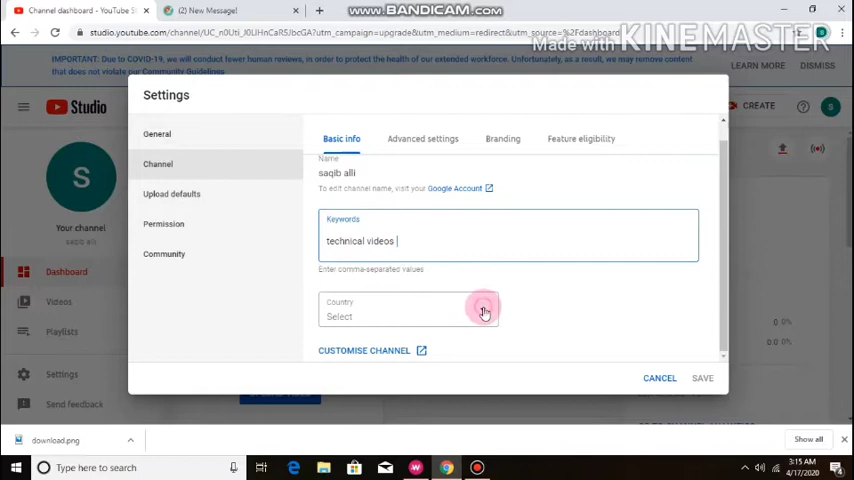 Channel dashboard - YouTube St
(2) New Message!
www.BANDICAM.com
studio.youtube.com/channel/UC_n0Uti_J0LIHnCaR5/bcGA?utm_campaign=upgrade&utm_medium=redirect&utm_source=%2Fdashboard
Made with KINEMASTER
IMPORTANT: Due to COVID-19, we will conduct fewer human reviews, in order to protect the health of our extended workforce. Unfortunately, as a result, we may remove content
that does not violate our Community Guidelines
LEARN MORE
DISMISS
Studio
CREATE
S
Settings
General
Channel
Upload defaults
Permission
Community
Basic info
Advanced settings
Branding
Feature eligibility
Name
saqib alli
To edit channel name, visit your Google Account
Keywords
technical videos
Enter comma-separated values
Country
Select
CUSTOMISE CHANNEL
CANCEL
SAVE
S
Your channel
saqib alli
Dashboard
Videos
Playlists
Settings
Send feedback
0 0%
0.0 0%
download.png
Show all
Type here to search
3:15 AM
4/17/2020
4